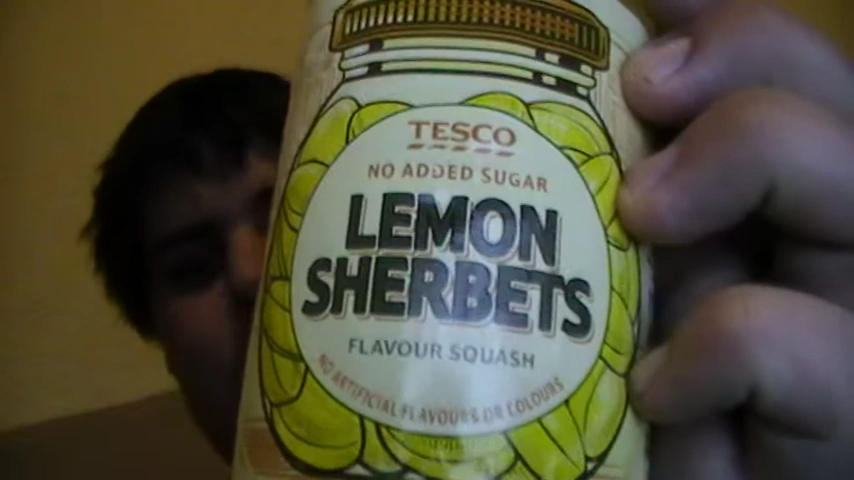 TESCO
NO ADDED SUGAR
LEMON
SHERBETS
FLAVOUR SQUASH
NO ARTIFICIAL FLAVOURS OR COLOURS